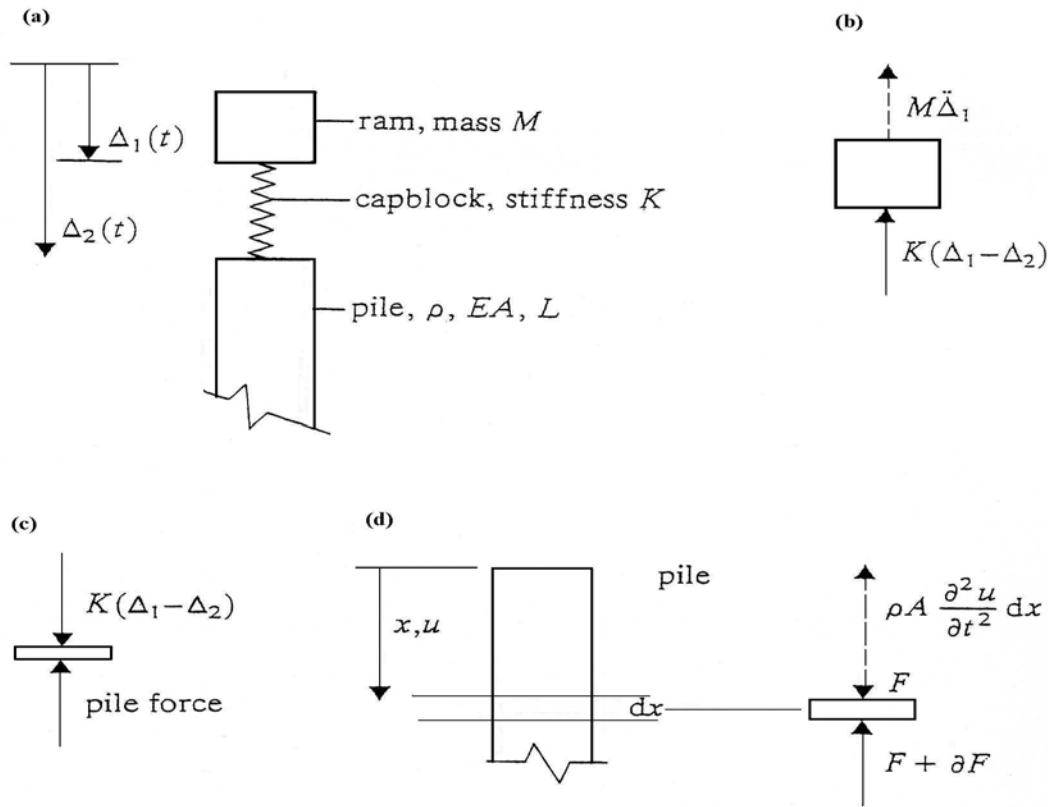 (a)
Δ₁(t)
Δ₂(t)
ram, mass M
capblock, stiffness K
pile, ρ, EA, L
(b)
MΔ̈₁
K(Δ₁−Δ₂)
(c)
K(Δ₁−Δ₂)
pile force
(d)
x,u
pile
dx
ρA ∂²u/∂t² dx
F
F + ∂F